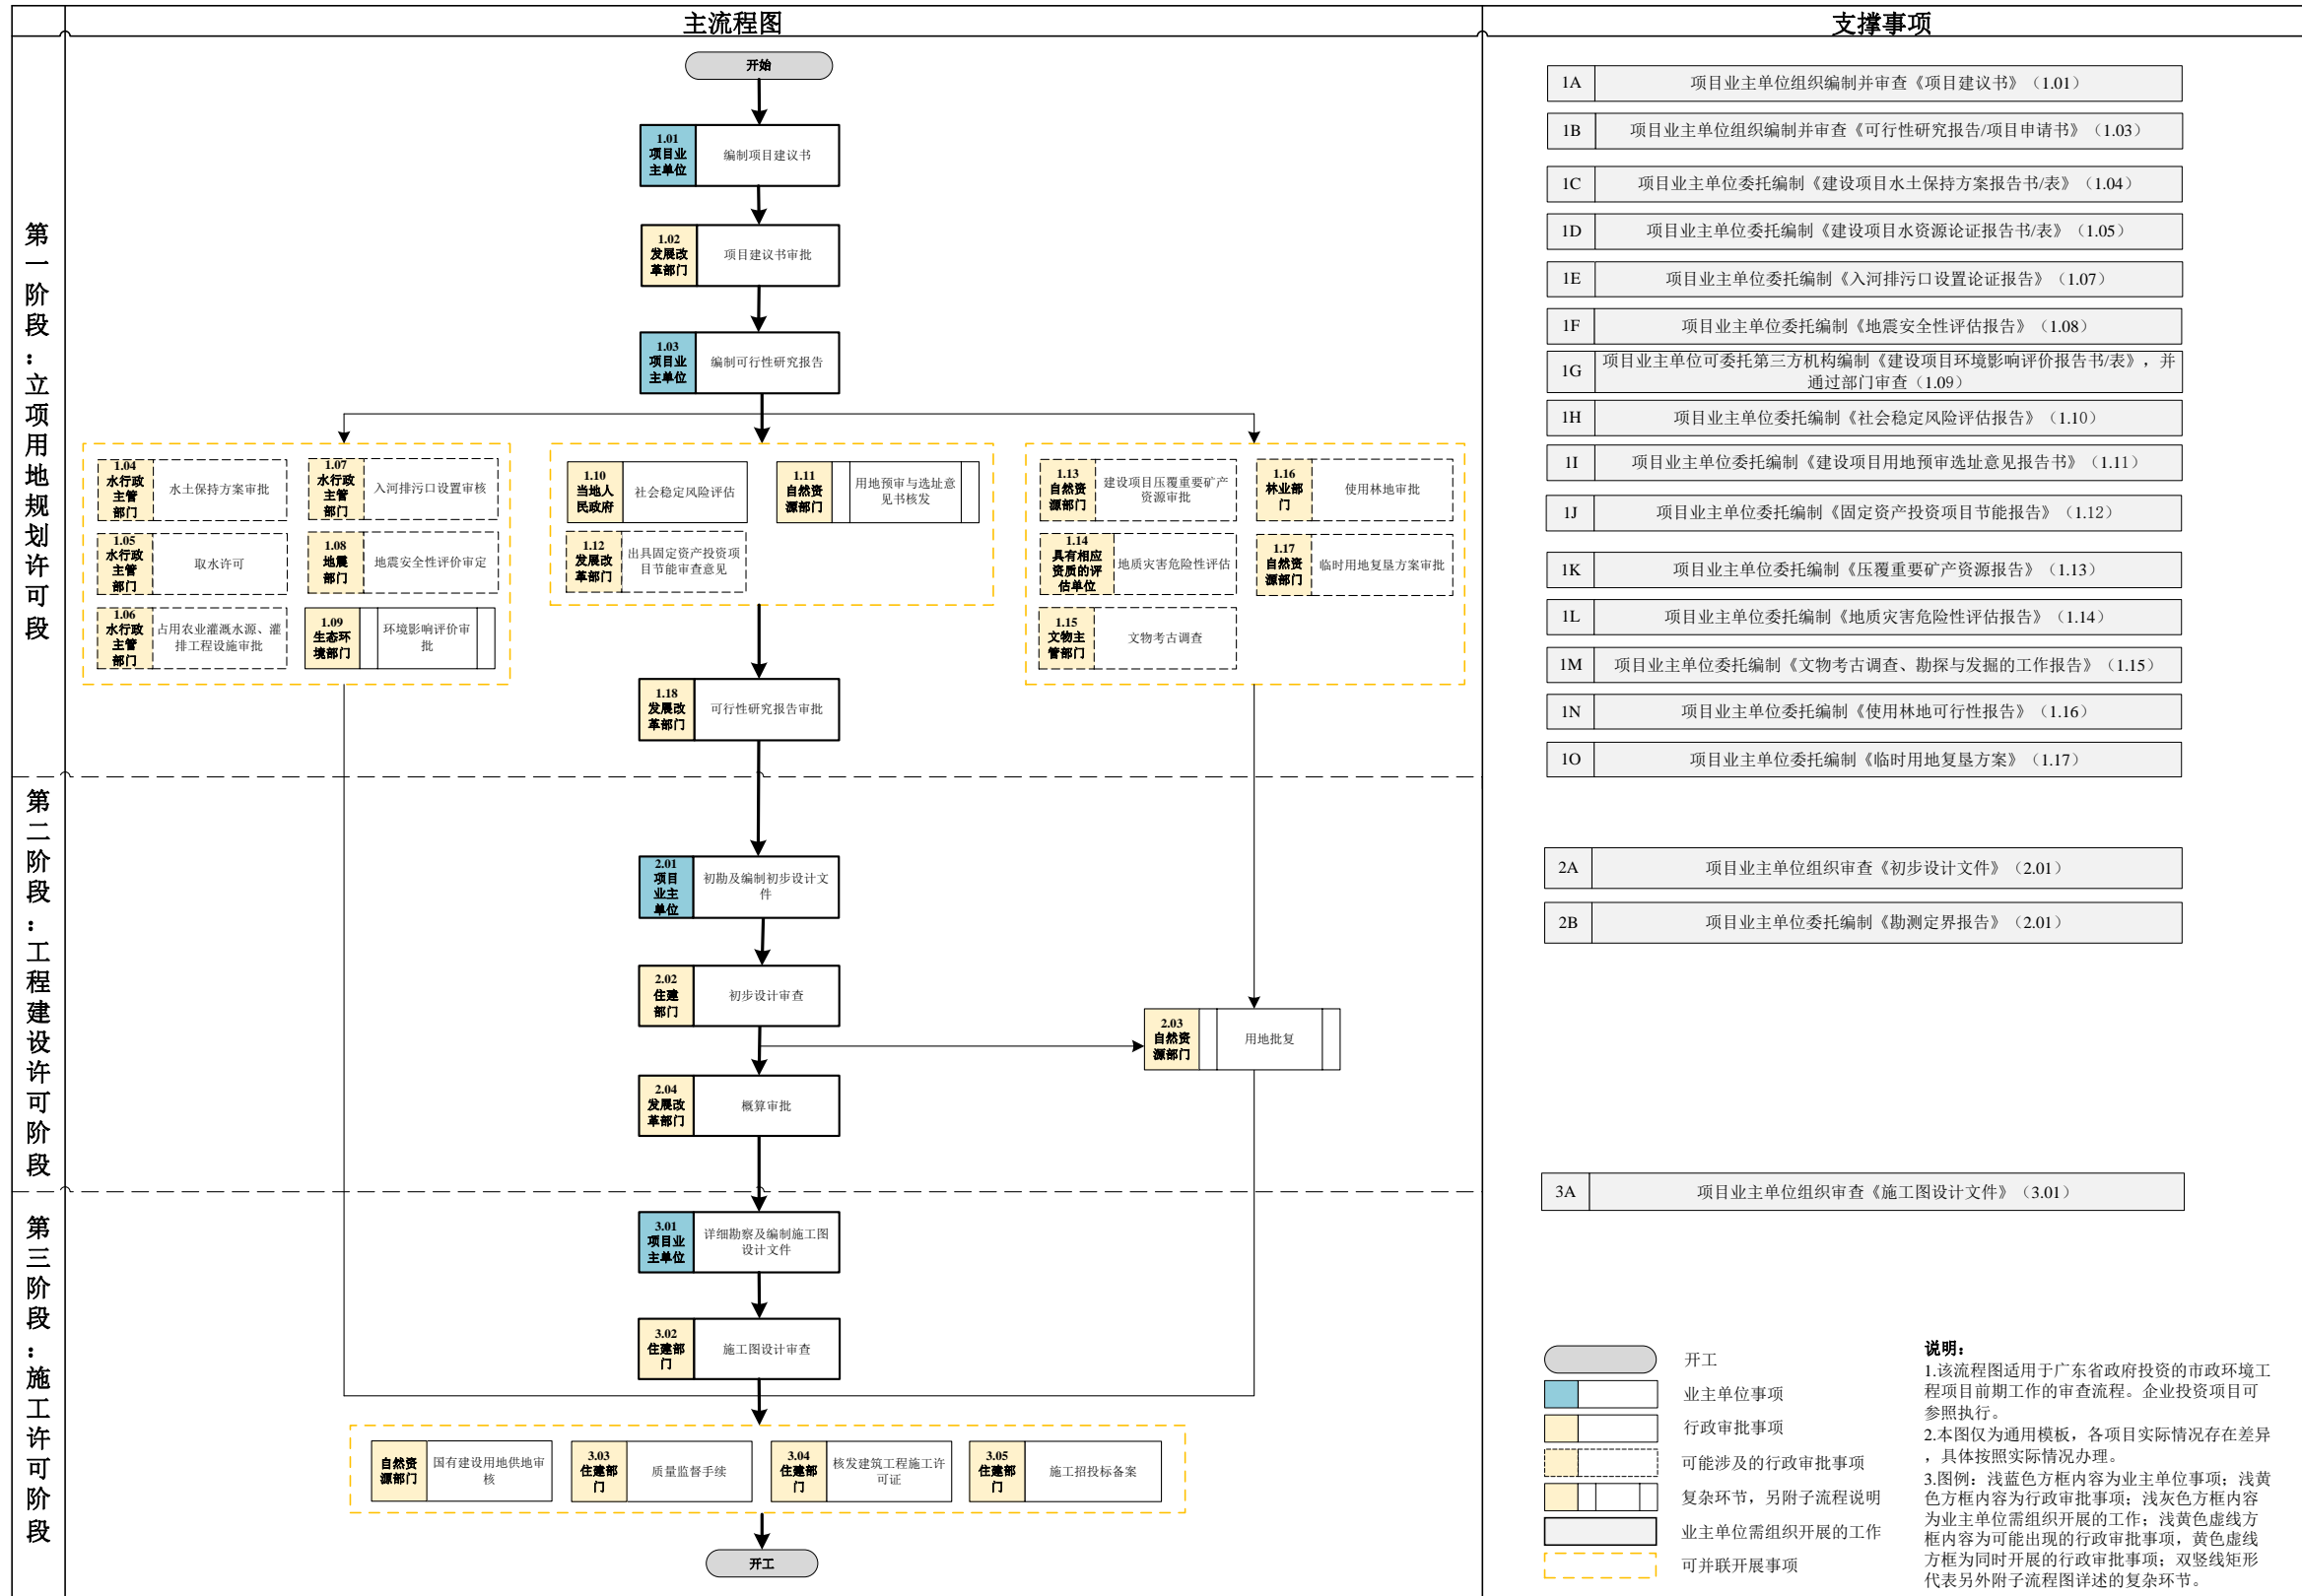 主流程图
支撑事项
第一阶段：立项用地规划许可段
开始
1.01
项目业
主单位
编制项目建议书
1.02
发展改
革部门
项目建议书审批
1.03
项目业
主单位
编制可行性研究报告
1.04
水行政
主管
部门
水土保持方案审批
1.07
水行政
主管
部门
入河排污口设置审核
1.05
水行政
主管
部门
取水许可
1.08
地震
部门
地震安全性评价审定
1.06
水行政
主管
部门
占用农业灌溉水源、灌
排工程设施审批
1.09
生态环
境部门
环境影响评价审
批
1.10
当地人
民政府
社会稳定风险评估
1.11
自然资
源部门
用地预审与选址意
见书核发
1.12
发展改
革部门
出具固定资产投资项
目节能审查意见
1.13
自然资
源部门
建设项目压覆重要矿产
资源审批
1.16
林业部
门
使用林地审批
1.14
具有相应
资质的评
估单位
地质灾害危险性评估
1.17
自然资
源部门
临时用地复垦方案审批
1.15
文物主
管部门
文物考古调查
1.18
发展改
革部门
可行性研究报告审批
第二阶段：工程建设许可阶段
2.01
项目
业主
单位
初勘及编制初步设计文
件
2.02
住建
部门
初步设计审查
2.03
自然资
源部门
用地批复
2.04
发展改
革部门
概算审批
第三阶段：施工许可阶段
3.01
项目业
主单位
详细勘察及编制施工图
设计文件
3.02
住建部
门
施工图设计审查
自然资
源部门
国有建设用地供地审
核
3.03
住建部
门
质量监督手续
3.04
住建部
门
核发建筑工程施工许
可证
3.05
住建部
门
施工招投标备案
开工
1A 项目业主单位组织编制并审查《项目建议书》（1.01）
1B 项目业主单位组织编制并审查《可行性研究报告/项目申请书》（1.03）
1C 项目业主单位委托编制《建设项目水土保持方案报告书/表》（1.04）
1D 项目业主单位委托编制《建设项目水资源论证报告书/表》（1.05）
1E 项目业主单位委托编制《入河排污口设置论证报告》（1.07）
1F 项目业主单位委托编制《地震安全性评估报告》（1.08）
1G 项目业主单位可委托第三方机构编制《建设项目环境影响评价报告书/表》，并
通过部门审查（1.09）
1H 项目业主单位委托编制《社会稳定风险评估报告》（1.10）
1I 项目业主单位委托编制《建设项目用地预审选址意见报告书》（1.11）
1J 项目业主单位委托编制《固定资产投资项目节能报告》（1.12）
1K 项目业主单位委托编制《压覆重要矿产资源报告》（1.13）
1L 项目业主单位委托编制《地质灾害危险性评估报告》（1.14）
1M 项目业主单位委托编制《文物考古调查、勘探与发掘的工作报告》（1.15）
1N 项目业主单位委托编制《使用林地可行性报告》（1.16）
1O 项目业主单位委托编制《临时用地复垦方案》（1.17）
2A 项目业主单位组织审查《初步设计文件》（2.01）
2B 项目业主单位委托编制《勘测定界报告》（2.01）
3A 项目业主单位组织审查《施工图设计文件》（3.01）
开工
业主单位事项
行政审批事项
可能涉及的行政审批事项
复杂环节，另附子流程说明
业主单位需组织开展的工作
可并联开展事项
说明：
1.该流程图适用于广东省政府投资的市政环境工
程项目前期工作的审查流程。企业投资项目可
参照执行。
2.本图仅为通用模板，各项目实际情况存在差异
，具体按照实际情况办理。
3.图例：浅蓝色方框内容为业主单位事项；浅黄
色方框内容为行政审批事项；浅灰色方框内容
为业主单位需组织开展的工作；浅黄色虚线方
框内容为可能出现的行政审批事项，黄色虚线
方框为同时开展的行政审批事项；双竖线矩形
代表另外附子流程图详述的复杂环节。